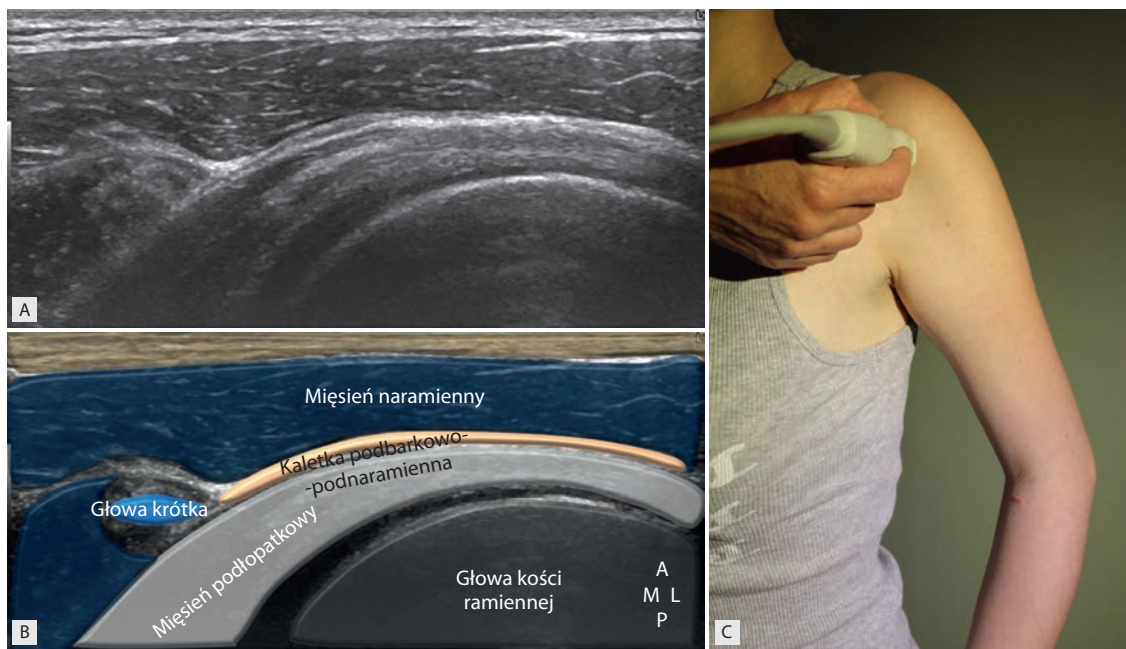 A
Mięsień naramienny
Kaletka podbarkowo-
-podnaramienna
Głowa krótka
Mięsień podłopatkowy
Głowa kości
ramiennej
A
M L
P
B
C